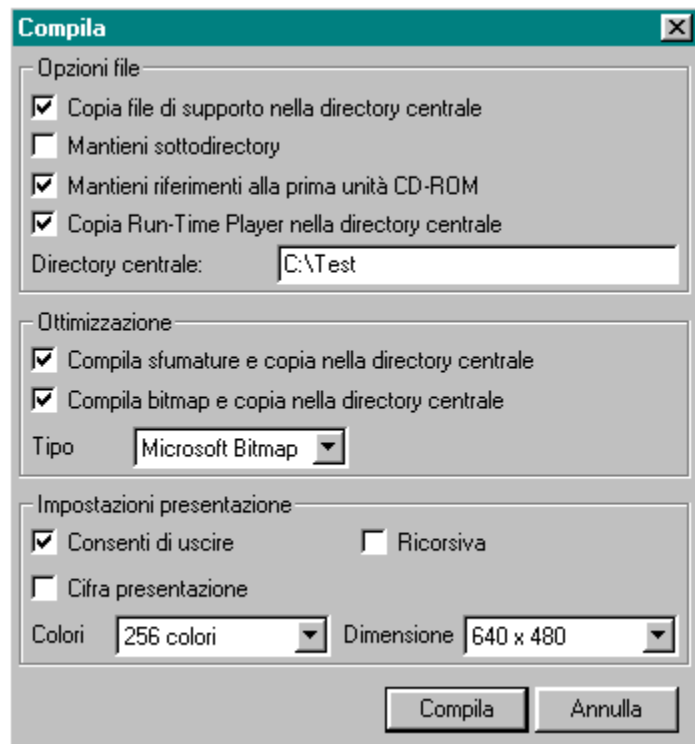 Compila
Opzioni file
Copia file di supporto nella directory centrale
Mantieni sottodirectory
Mantieni riferimenti alla prima unità CD-ROM
Copia Run-Time Player nella directory centrale
Directory centrale: C:\Test
Ottimizzazione
Compila sfumature e copia nella directory centrale
Compila bitmap e copia nella directory centrale
Tipo Microsoft Bitmap
Impostazioni presentazione
Consenti di uscire Ricorsiva
Cifra presentazione
Colori 256 colori Dimensione 640 x 480
Compila Annulla